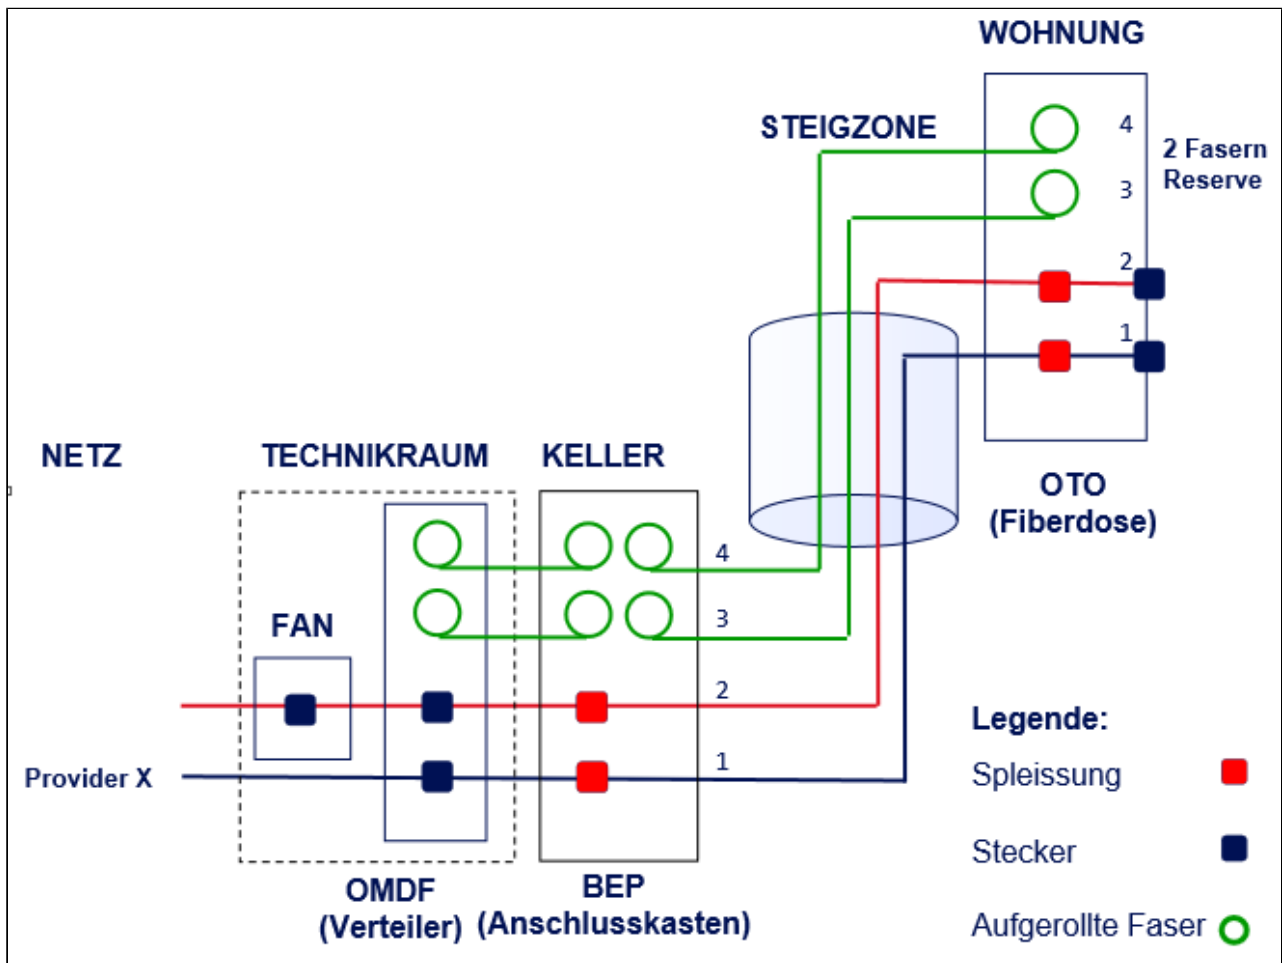 WOHNUNG
STEIGZONE
4
2 Fasern
Reserve
3
2
1
OTO
(Fiberdose)
NETZ
TECHNIKRAUM
KELLER
4
3
FAN
2
1
Provider X
OMDF
(Verteiler)
BEP
(Anschlusskasten)
Legende:
Spleissung
Stecker
Aufgerollte Faser